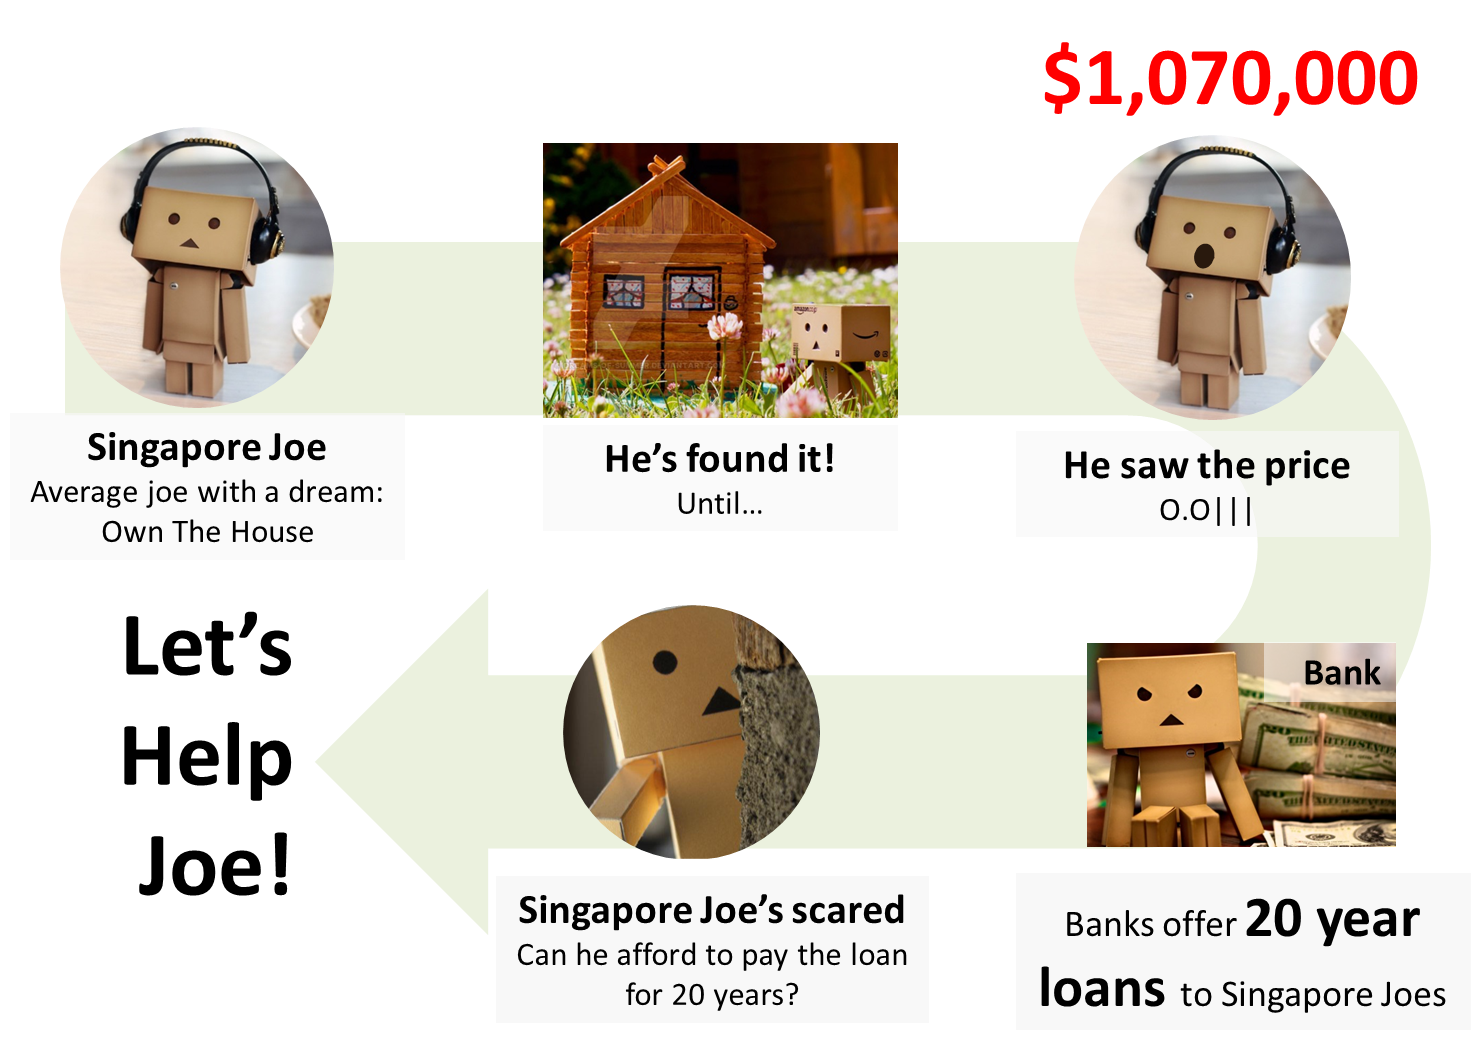 $1,070,000
Singapore Joe
Average joe with a dream:
Own The House
He's found it!
Until...
He saw the price
O.O|||
Bank
Banks offer 20 year
loans to Singapore Joes
Singapore Joe's scared
Can he afford to pay the loan
for 20 years?
Let's
Help
Joe!